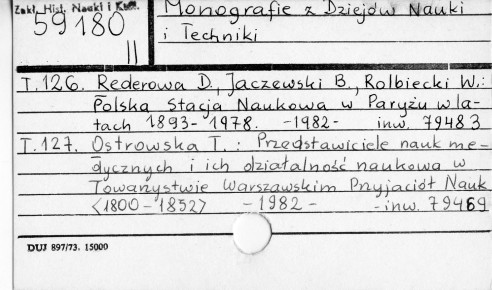 Zakł. Hist. Nauki i Kult.
59180
II
Monografie z Dziejów Nauki
i Techniki
T.126. Rederowa D., Jaczewski B., Rolbiecki W.:
Polska Stacja Naukowa w Paryżu w la-
tach 1893-1978. -1982- inw. 79483
T.127. Ostrowska T.: Przedstawiciele nauk me-
dycznych i ich działalność naukowa w
Towarzystwie Warszawskim Przyjaciół Nauk
<1800-1852> -1982- -inw. 79469
DUJ 897/73. 15000